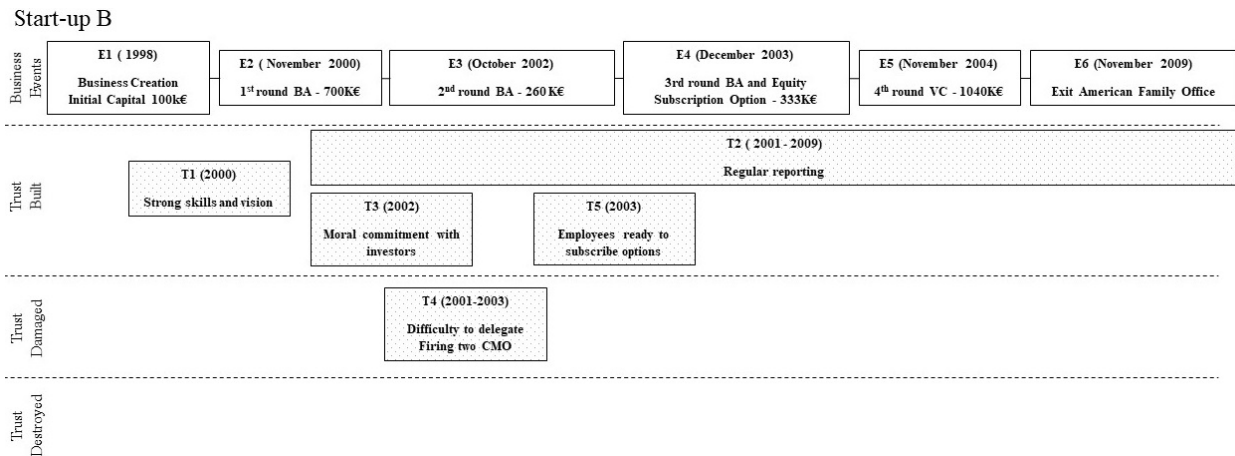 Start-up B
Business
Events
E1 ( 1998)
Business Creation
Initial Capital 100k€
E2 ( November 2000)
1st round BA - 700K€
E3 (October 2002)
2nd round BA - 260 K€
E4 (December 2003)
3rd round BA and Equity
Subscription Option - 333K€
E5 (November 2004)
4th round VC - 1040K€
E6 (November 2009)
Exit American Family Office
Trust
Built
T1 (2000)
Strong skills and vision
T2 ( 2001 - 2009)
Regular reporting
T3 (2002)
Moral commitment with
investors
T5 (2003)
Employees ready to
subscribe options
Trust
Damaged
T4 (2001-2003)
Difficulty to delegate
Firing two CMO
Trust
Destroyed